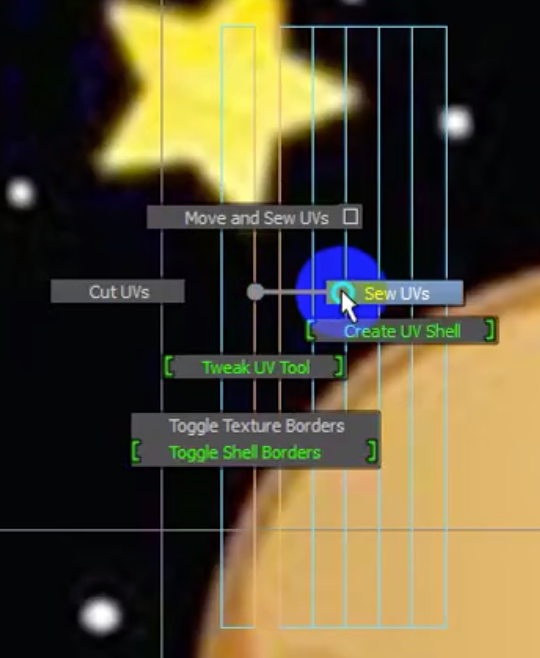 Move and Sew UVs
Cut UVs
Sew UVs
Create UV Shell
Tweak UV Tool
Toggle Texture Borders
Toggle Shell Borders